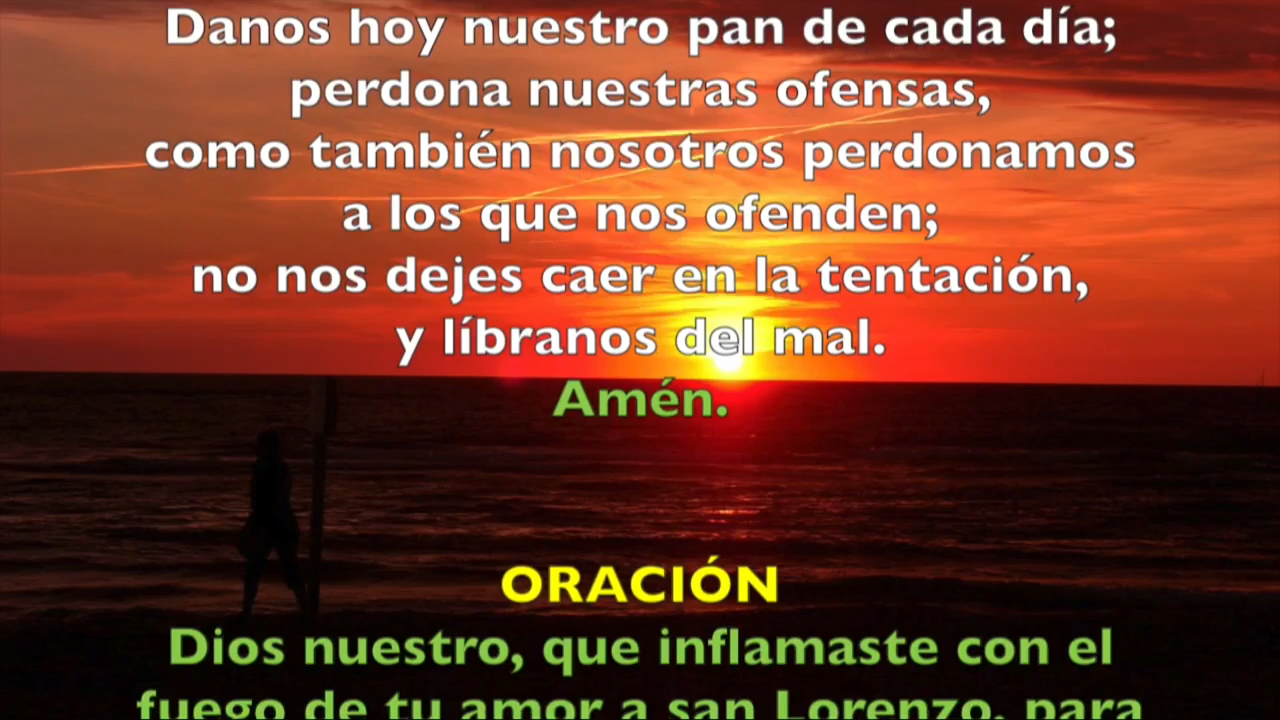 Danos hoy nuestro pan de cada día;
perdona nuestras ofensas,
como también nosotros perdonamos
a los que nos ofenden;
no nos dejes caer en la tentación,
y líbranos del mal.
Amén.
ORACIÓN
Dios nuestro, que inflamaste con el
fuego de tu amor a san Lorenzo, para